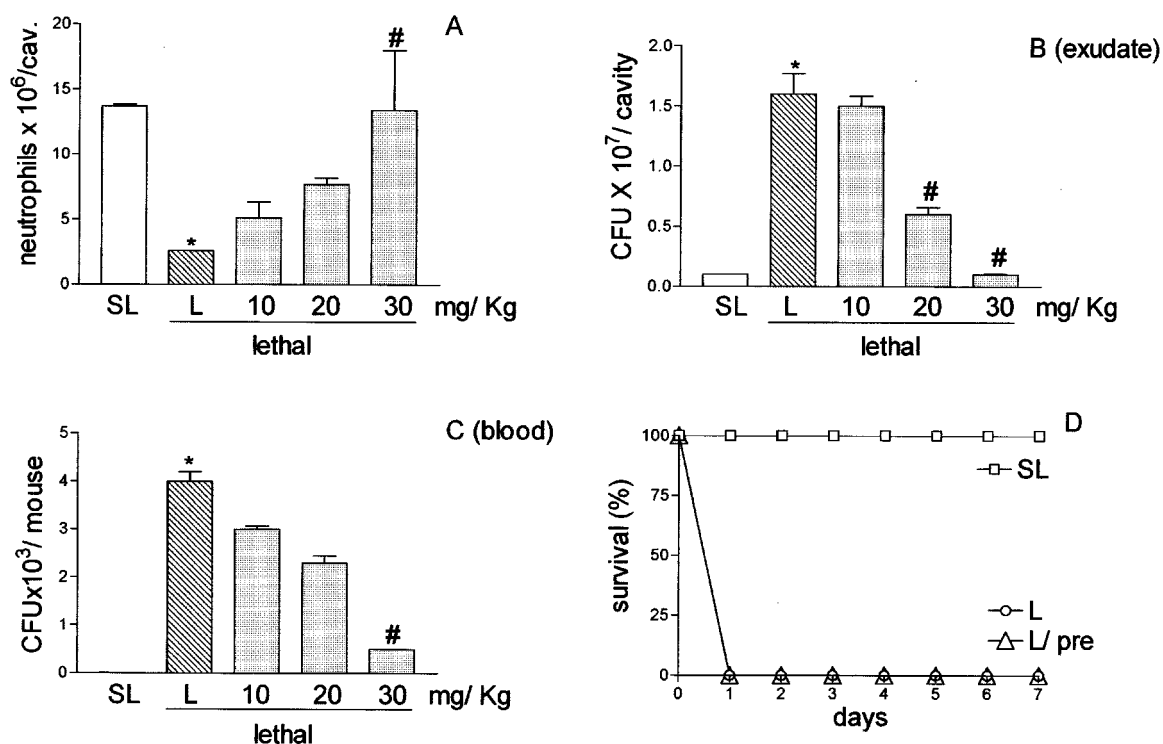 A
neutrophils x 10⁶/cav.
20
15
10
5
0
*
#
SL L 10 20 30 mg/ Kg
lethal
B (exudate)
CFU X 10⁷/ cavity
2.0
1.5
1.0
0.5
0.0
*
#
#
SL L 10 20 30 mg/ Kg
lethal
C (blood)
CFUx10³/ mouse
5
4
3
2
1
0
*
#
SL L 10 20 30 mg/ Kg
lethal
D
survival (%)
100
75
50
25
0
SL
L
L/ pre
0 1 2 3 4 5 6 7
days